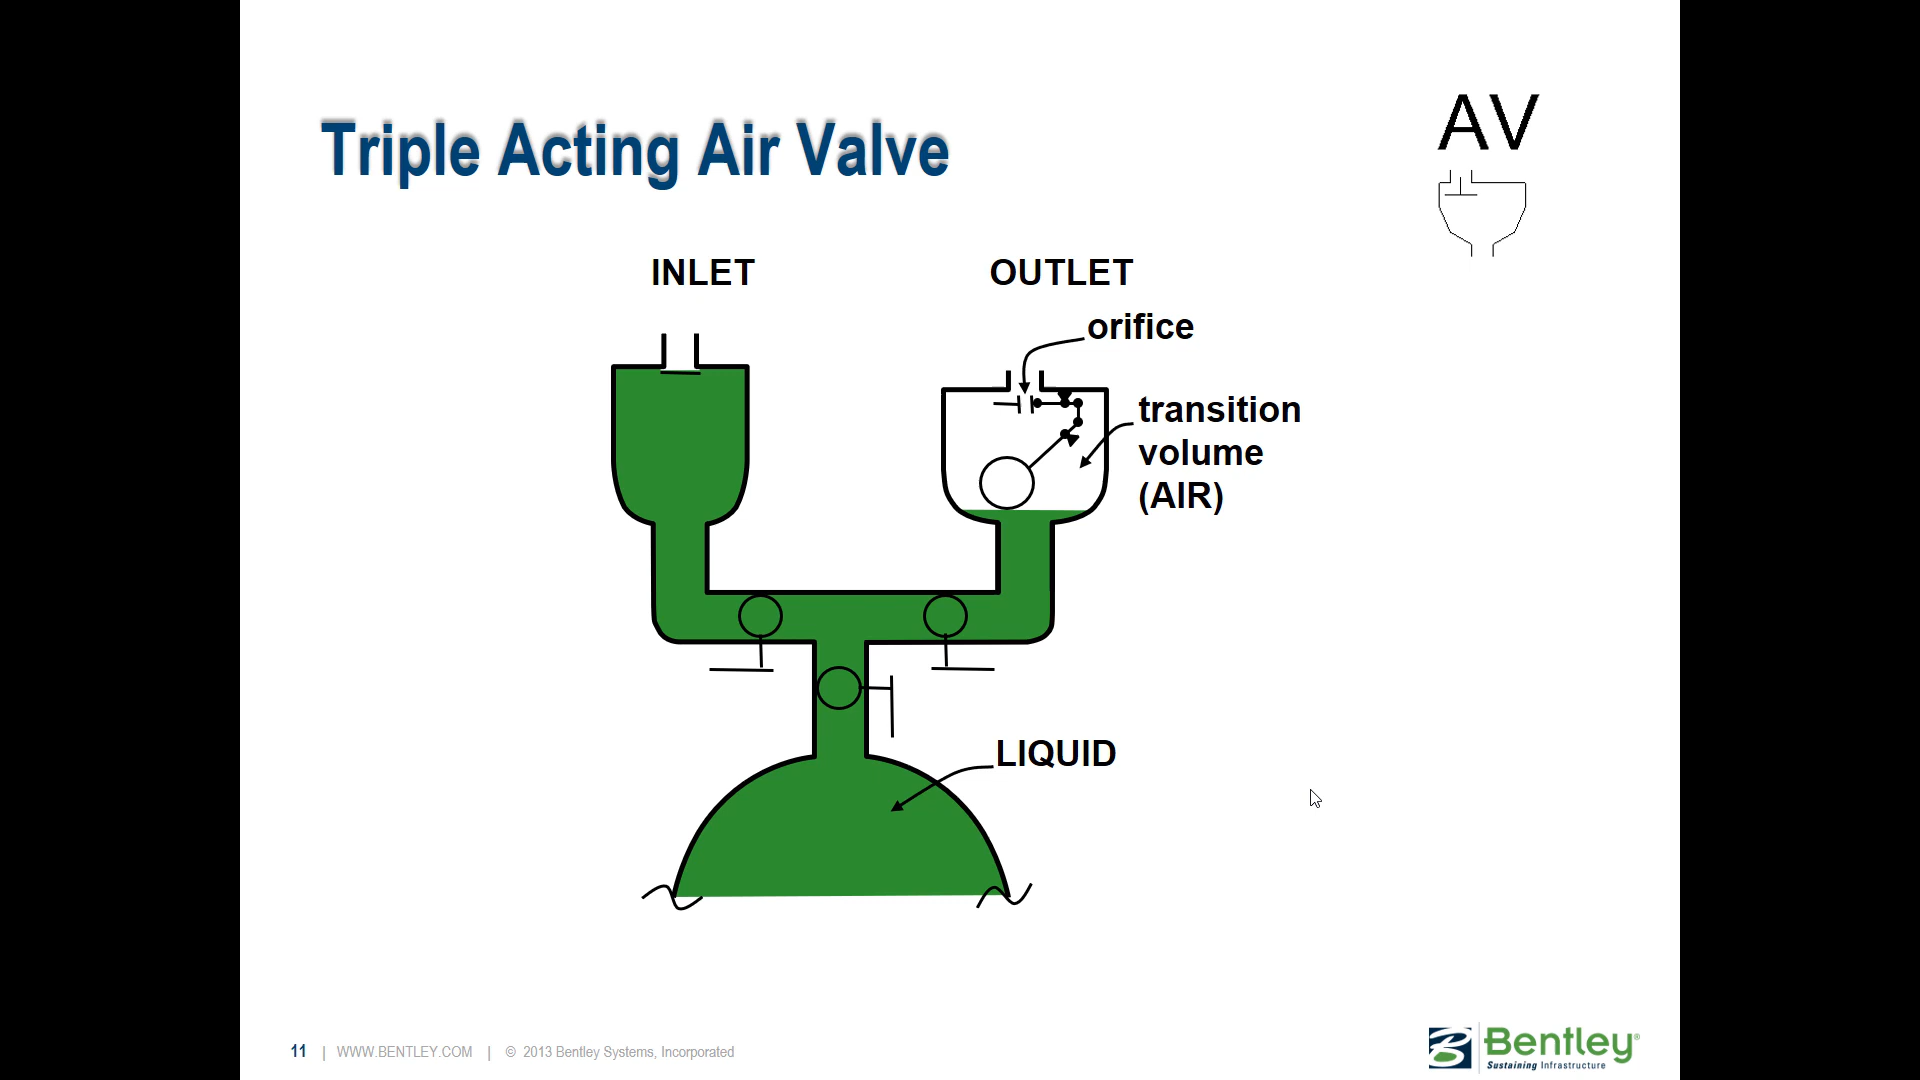 AV
Triple Acting Air Valve
INLET
OUTLET
orifice
transition
volume
(AIR)
LIQUID
11 | WWW.BENTLEY.COM | © 2013 Bentley Systems, Incorporated
Bentley®
Sustaining Infrastructure